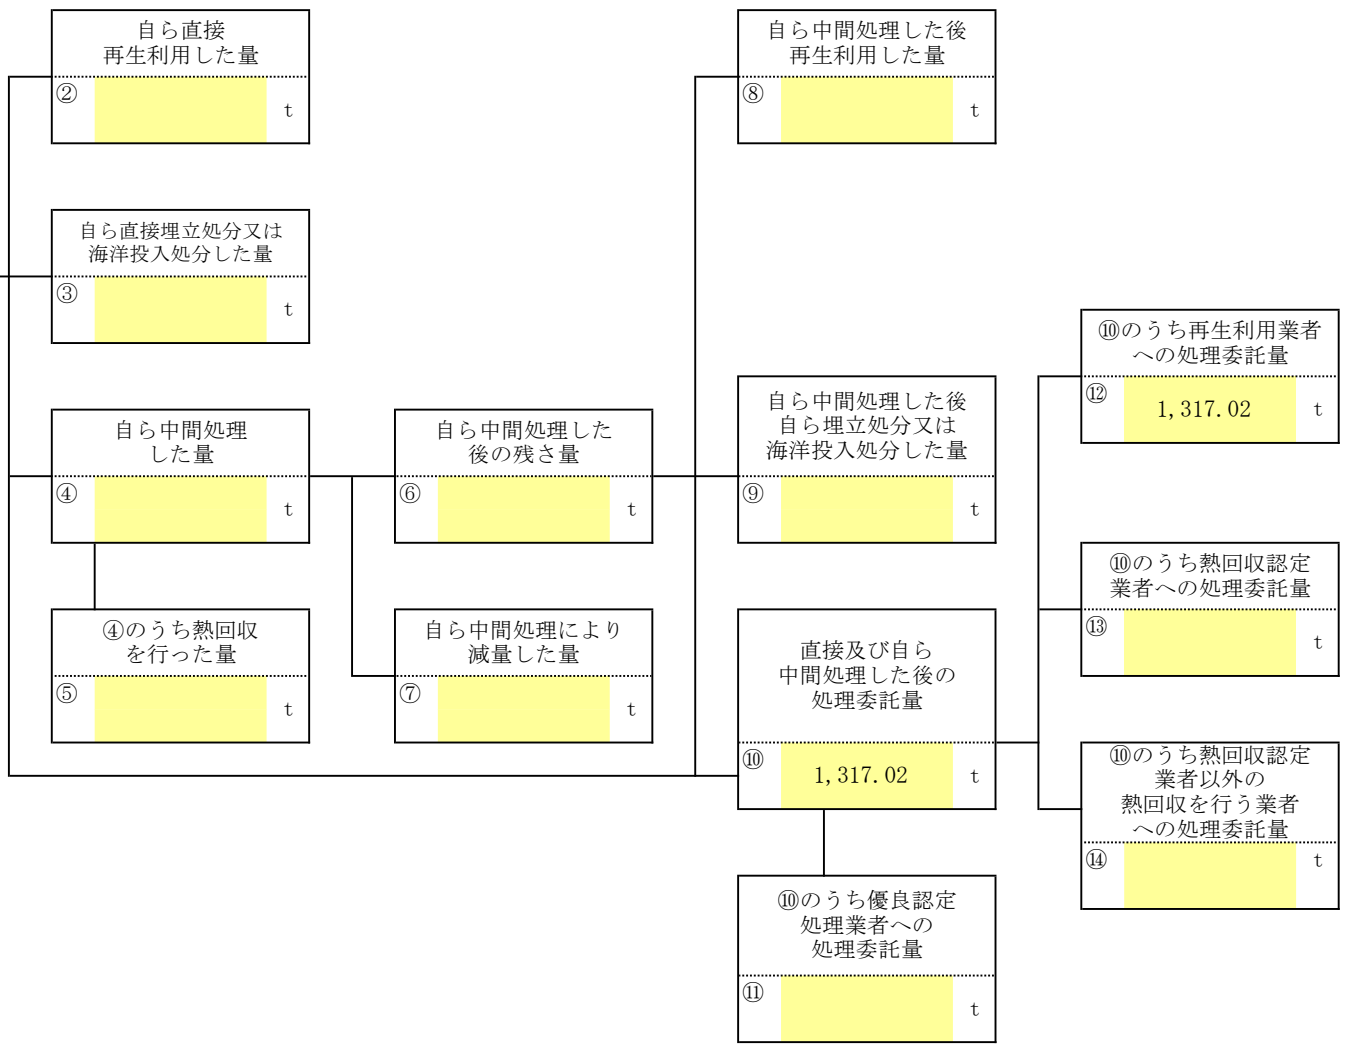 自ら直接
再生利用した量
②
t
自ら中間処理した後
再生利用した量
⑧
t
自ら直接埋立処分又は
海洋投入処分した量
③
t
⑩のうち再生利用業者
への処理委託量
⑫
1,317.02
t
自ら中間処理
した量
④
t
自ら中間処理した
後の残さ量
⑥
t
自ら中間処理した後
自ら埋立処分又は
海洋投入処分した量
⑨
t
⑩のうち熱回収認定
業者への処理委託量
⑬
t
④のうち熱回収
を行った量
⑤
t
自ら中間処理により
減量した量
⑦
t
直接及び自ら
中間処理した後の
処理委託量
⑩
1,317.02
t
⑩のうち熱回収認定
業者以外の
熱回収を行う業者
への処理委託量
⑭
t
⑩のうち優良認定
処理業者への
処理委託量
⑪
t